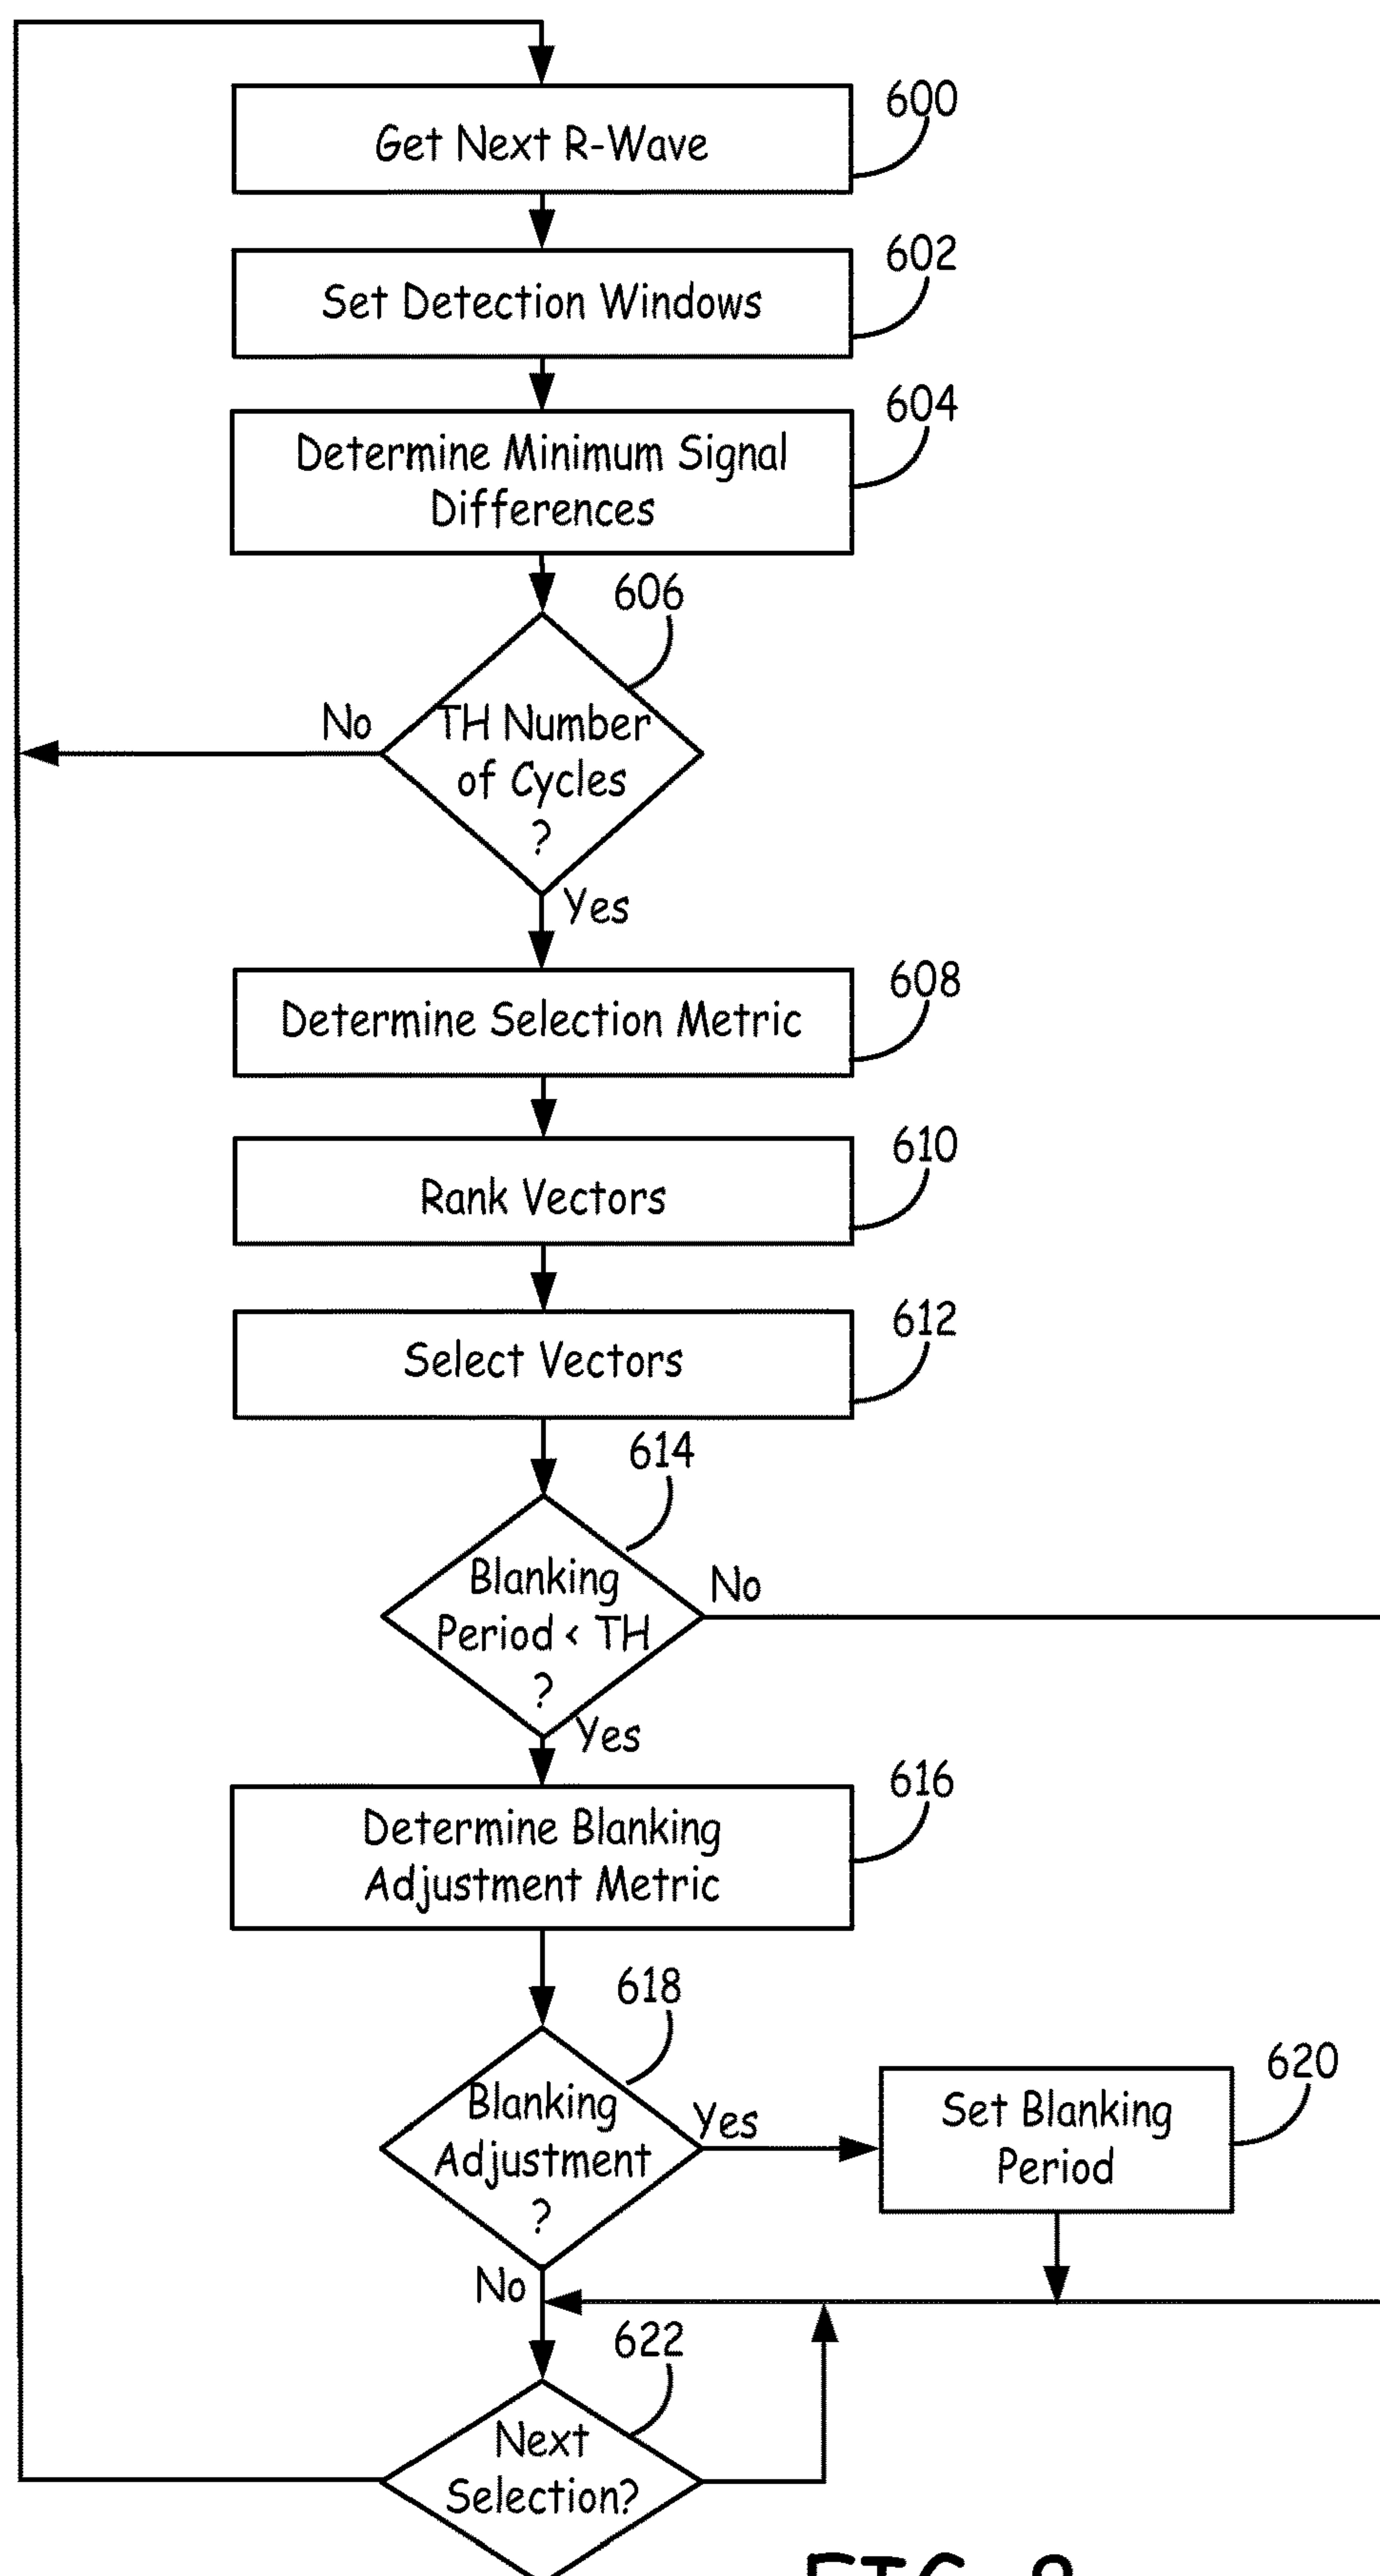 600
Get Next R-Wave
602
Set Detection Windows
604
Determine Minimum Signal
Differences
606
No
TH Number
of Cycles
?
Yes
608
Determine Selection Metric
610
Rank Vectors
612
Select Vectors
614
Blanking
Period < TH
?
No
Yes
616
Determine Blanking
Adjustment Metric
618
Blanking
Adjustment
?
Yes
620
Set Blanking
Period
No
622
Next
Selection?